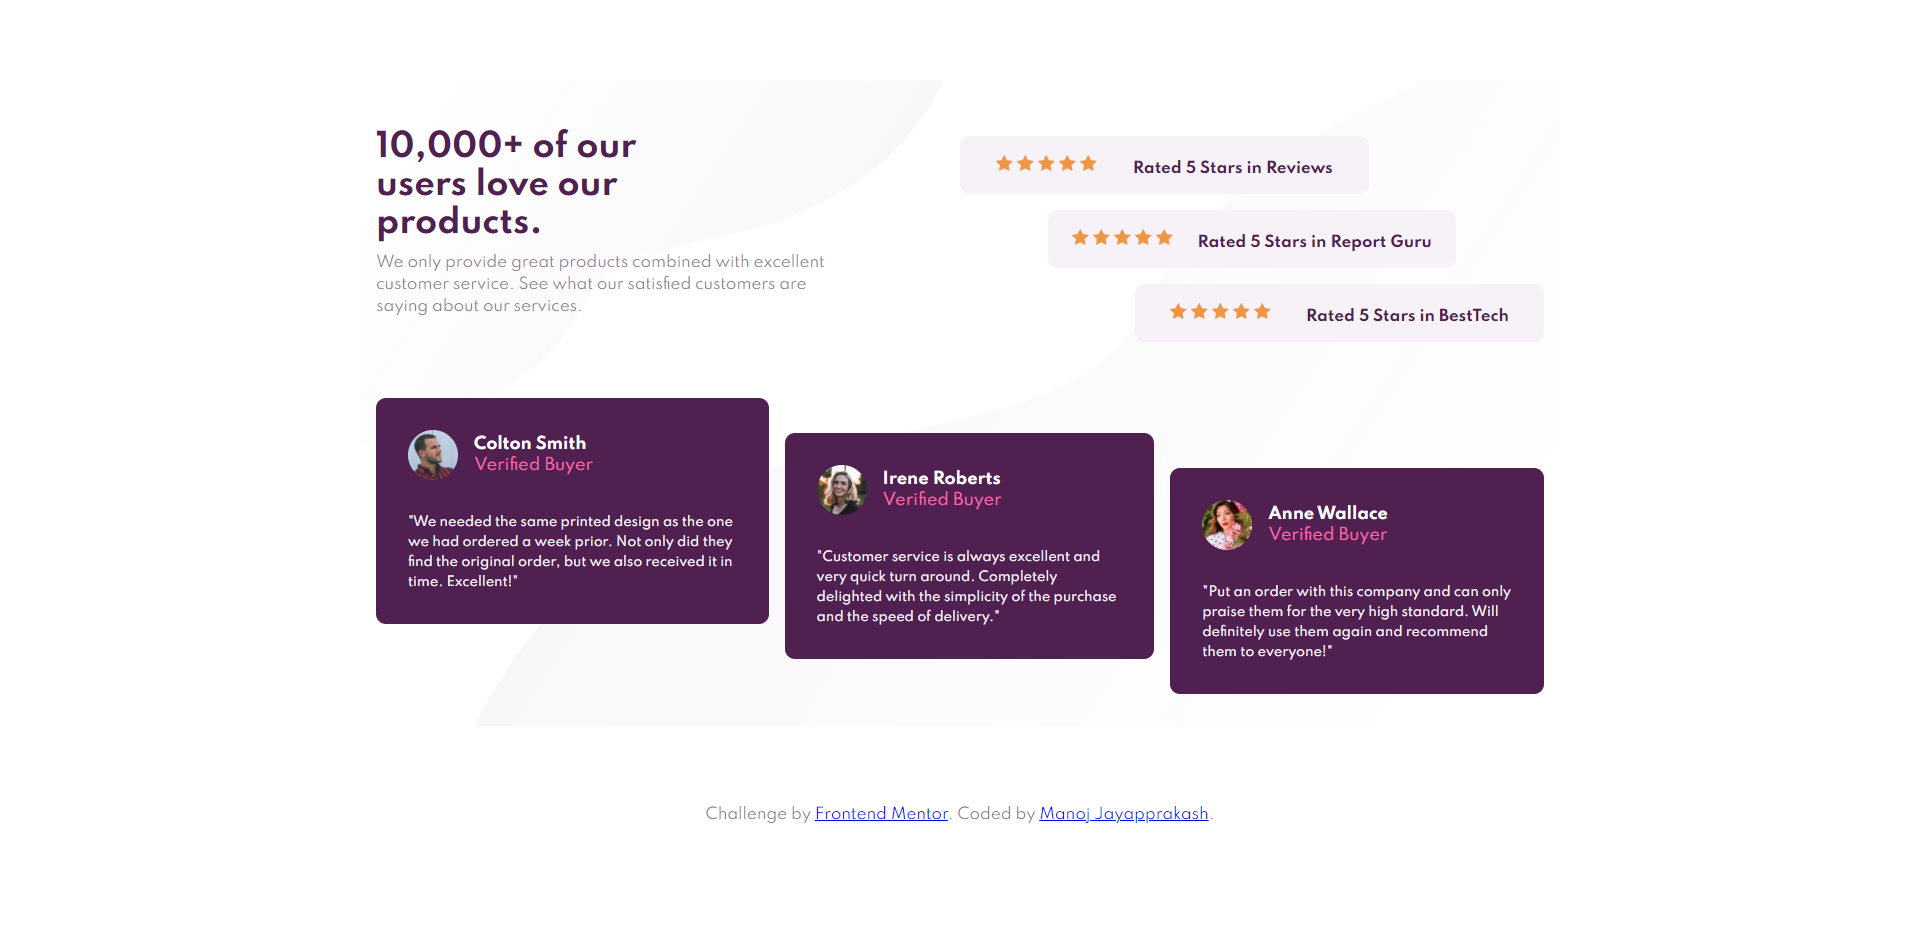 10,000+ of our
users love our
products.
We only provide great products combined with excellent
customer service. See what our satisfied customers are
saying about our services.
Rated 5 Stars in Reviews
Rated 5 Stars in Report Guru
Rated 5 Stars in BestTech
Colton Smith
Verified Buyer
"We needed the same printed design as the one
we had ordered a week prior. Not only did they
find the original order, but we also received it in
time. Excellent!"
Irene Roberts
Verified Buyer
"Customer service is always excellent and
very quick turn around. Completely
delighted with the simplicity of the purchase
and the speed of delivery."
Anne Wallace
Verified Buyer
"Put an order with this company and can only
praise them for the very high standard. Will
definitely use them again and recommend
them to everyone!"
Challenge by Frontend Mentor. Coded by Manoj Jayapprakash.